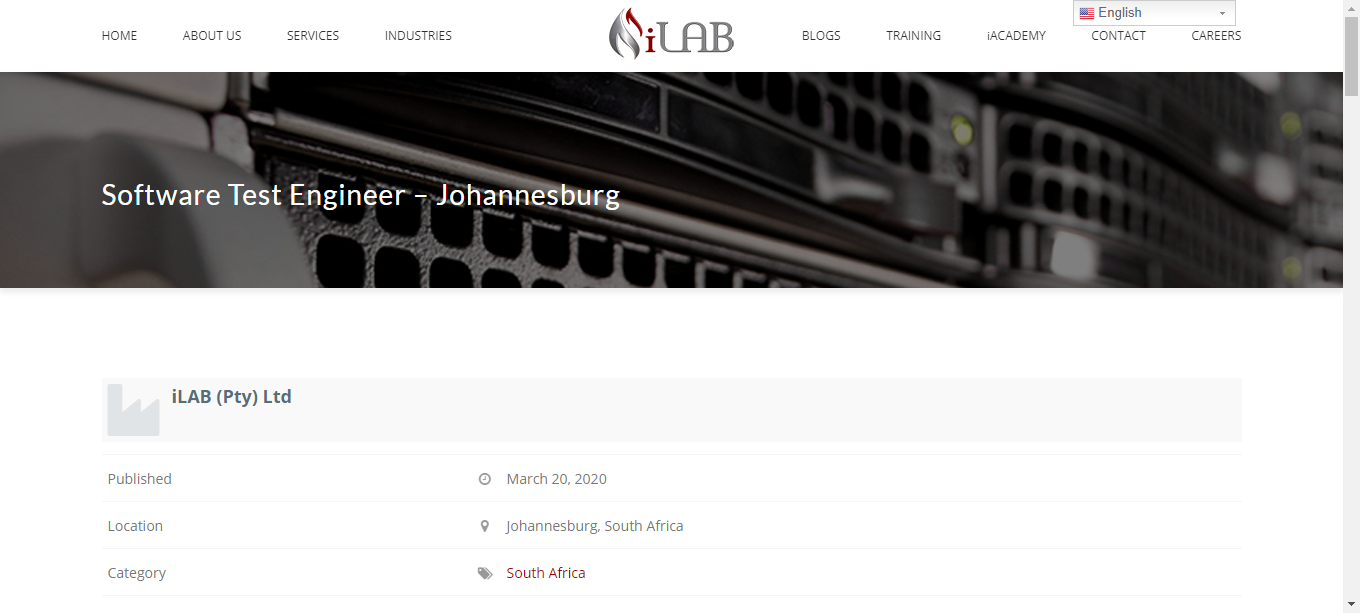 English
HOME ABOUT US SERVICES INDUSTRIES iLAB BLOGS TRAINING iACADEMY CONTACT CAREERS
Software Test Engineer – Johannesburg
iLAB (Pty) Ltd
Published March 20, 2020
Location Johannesburg, South Africa
Category South Africa